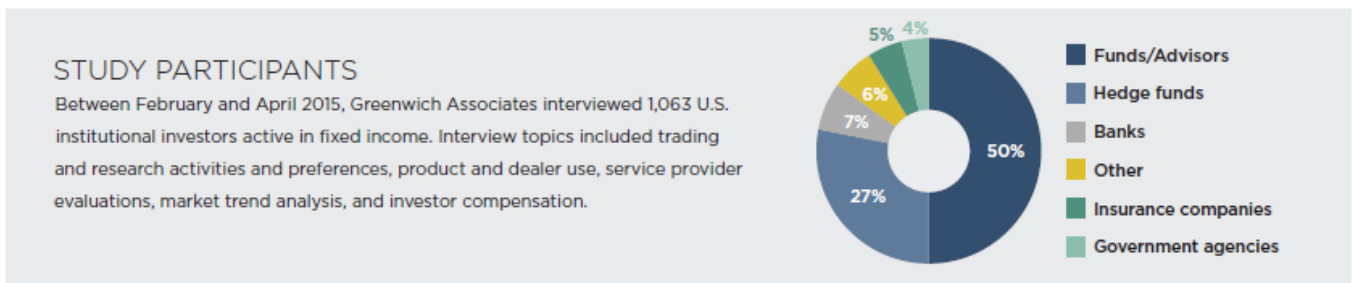 STUDY PARTICIPANTS
Between February and April 2015, Greenwich Associates interviewed 1,063 U.S.
institutional investors active in fixed income. Interview topics included trading
and research activities and preferences, product and dealer use, service provider
evaluations, market trend analysis, and investor compensation.
5%
4%
6%
7%
50%
27%
Funds/Advisors
Hedge funds
Banks
Other
Insurance companies
Government agencies